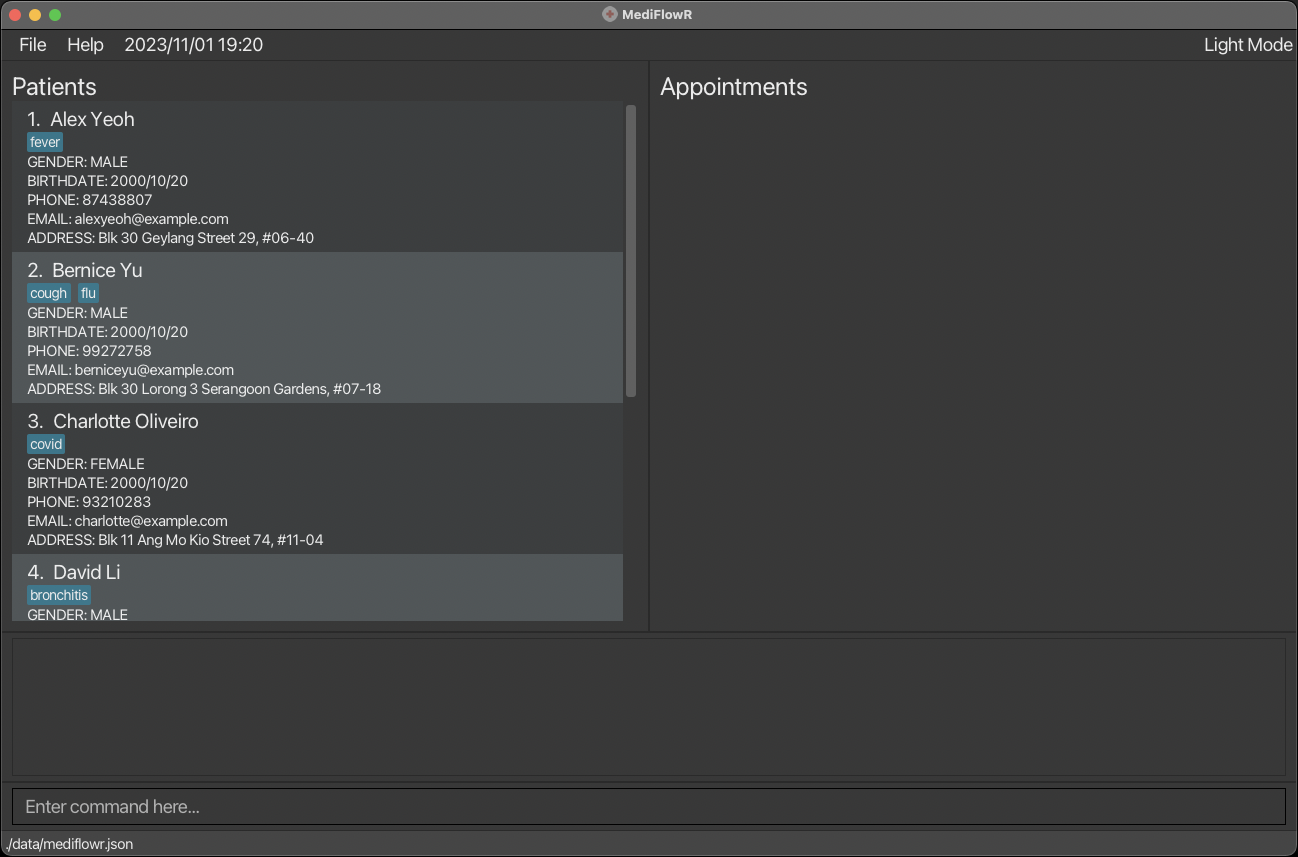 MediFlowR
File Help 2023/11/01 19:20 Light Mode
Patients
1. Alex Yeoh
fever
GENDER: MALE
BIRTHDATE: 2000/10/20
PHONE: 87438807
EMAIL: alexyeoh@example.com
ADDRESS: Blk 30 Geylang Street 29, #06-40
2. Bernice Yu
cough flu
GENDER: MALE
BIRTHDATE: 2000/10/20
PHONE: 99272758
EMAIL: berniceyu@example.com
ADDRESS: Blk 30 Lorong 3 Serangoon Gardens, #07-18
3. Charlotte Oliveiro
covid
GENDER: FEMALE
BIRTHDATE: 2000/10/20
PHONE: 93210283
EMAIL: charlotte@example.com
ADDRESS: Blk 11 Ang Mo Kio Street 74, #11-04
4. David Li
bronchitis
GENDER: MALE
Appointments
Enter command here...
./data/mediflowr.json